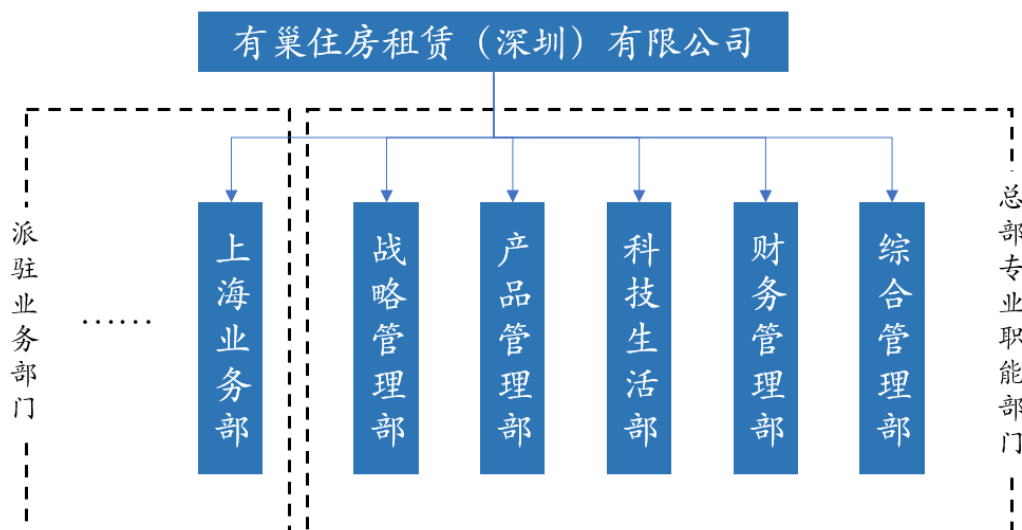 有巢住房租赁（深圳）有限公司
派驻业务部门
……
上海业务部
战略管理部
产品管理部
科技生活部
财务管理部
综合管理部
总部专业职能部门